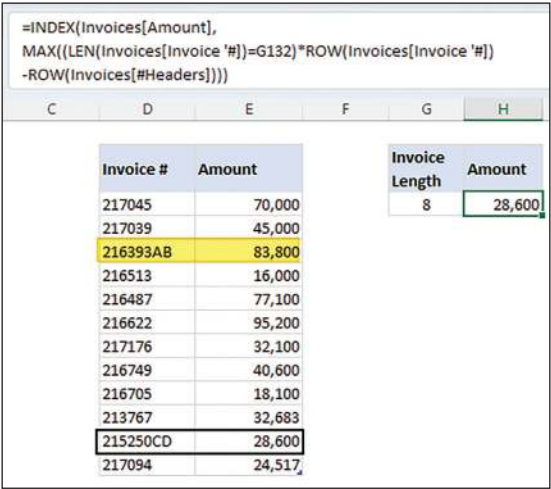 =INDEX(Invoices[Amount],
MAX((LEN(Invoices[Invoice '#])=G132)*ROW(Invoices[Invoice '#])
-ROW(Invoices[#Headers])))
C D E F G H
Invoice # Amount
Invoice Length Amount
217045 70,000 8 28,600
217039 45,000
216393AB 83,800
216513 16,000
216487 77,100
216622 95,200
217176 32,100
216749 40,600
216705 18,100
213767 32,683
215250CD 28,600
217094 24,517